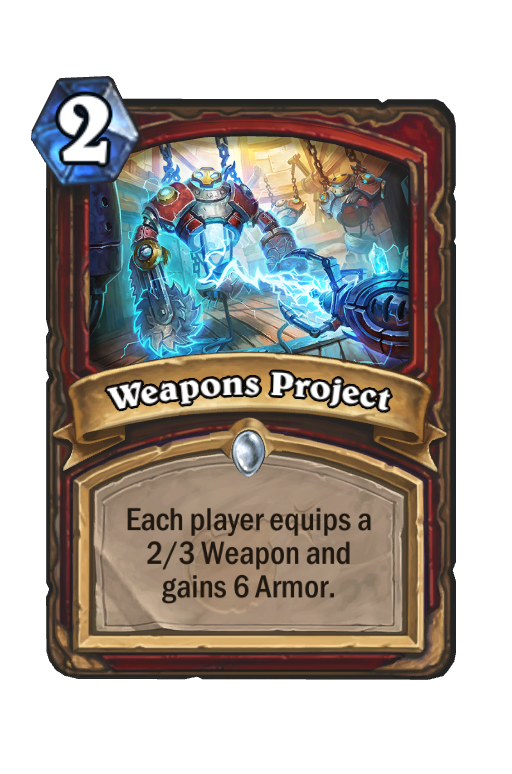 2
Weapons Project
Each player equips a
2/3 Weapon and
gains 6 Armor.